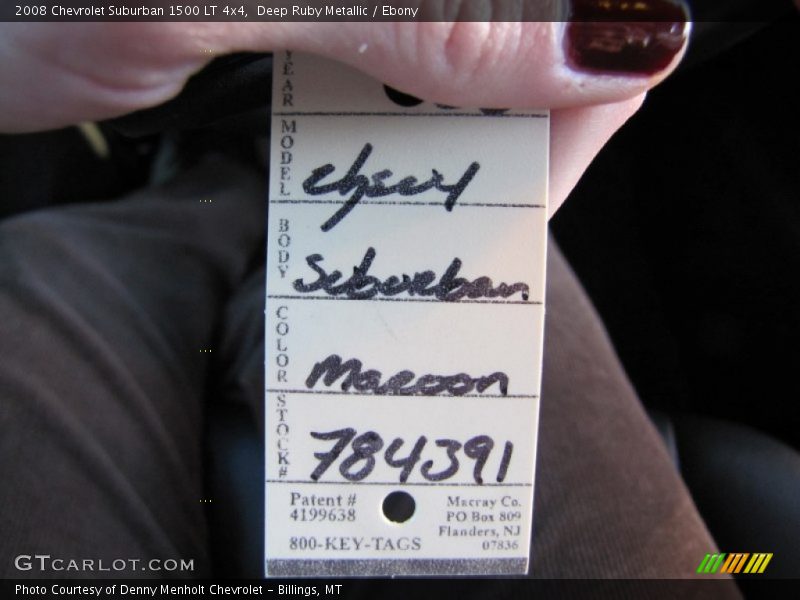 2008 Chevrolet Suburban 1500 LT 4x4, Deep Ruby Metallic / Ebony
YEAR
MODEL Chevy
BODY Suburban
COLOR Maroon
STOCK# 784391
Patent #
4199638
800-KEY-TAGS
Macray Co.
PO Box 809
Flanders, NJ
07836
GTCARLOT.COM
Photo Courtesy of Denny Menholt Chevrolet – Billings, MT